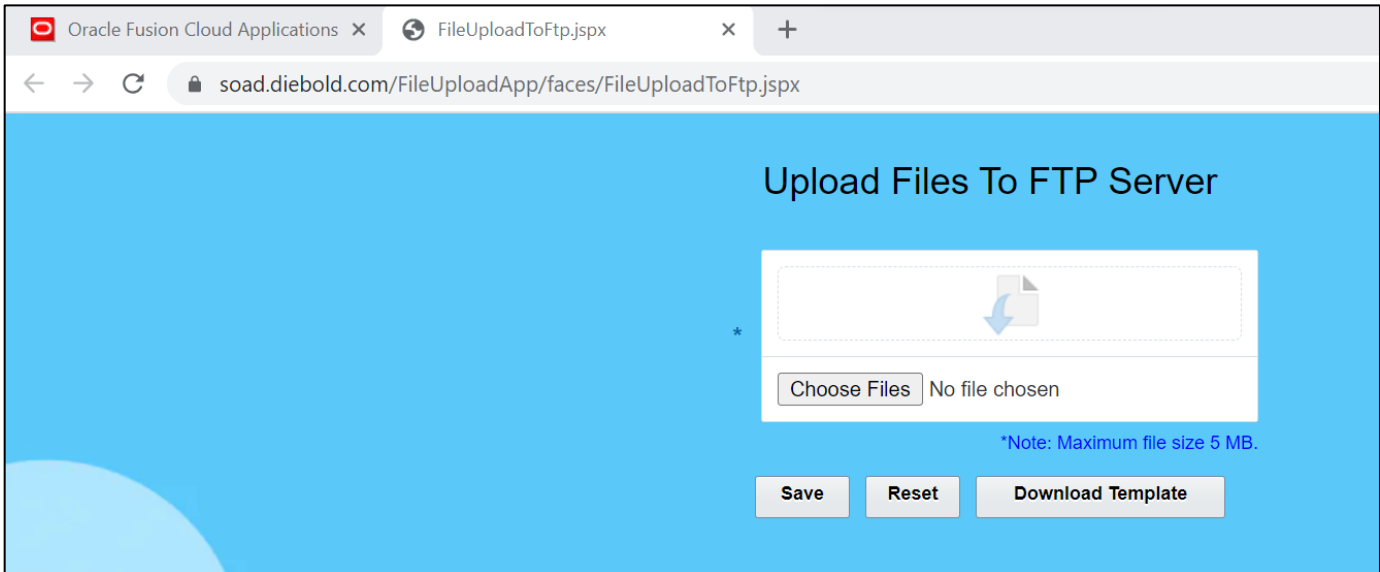 Oracle Fusion Cloud Applications
FileUploadToFtp.jspx
soad.diebold.com/FileUploadApp/faces/FileUploadToFtp.jspx
Upload Files To FTP Server
*
Choose Files No file chosen
*Note: Maximum file size 5 MB.
Save Reset Download Template